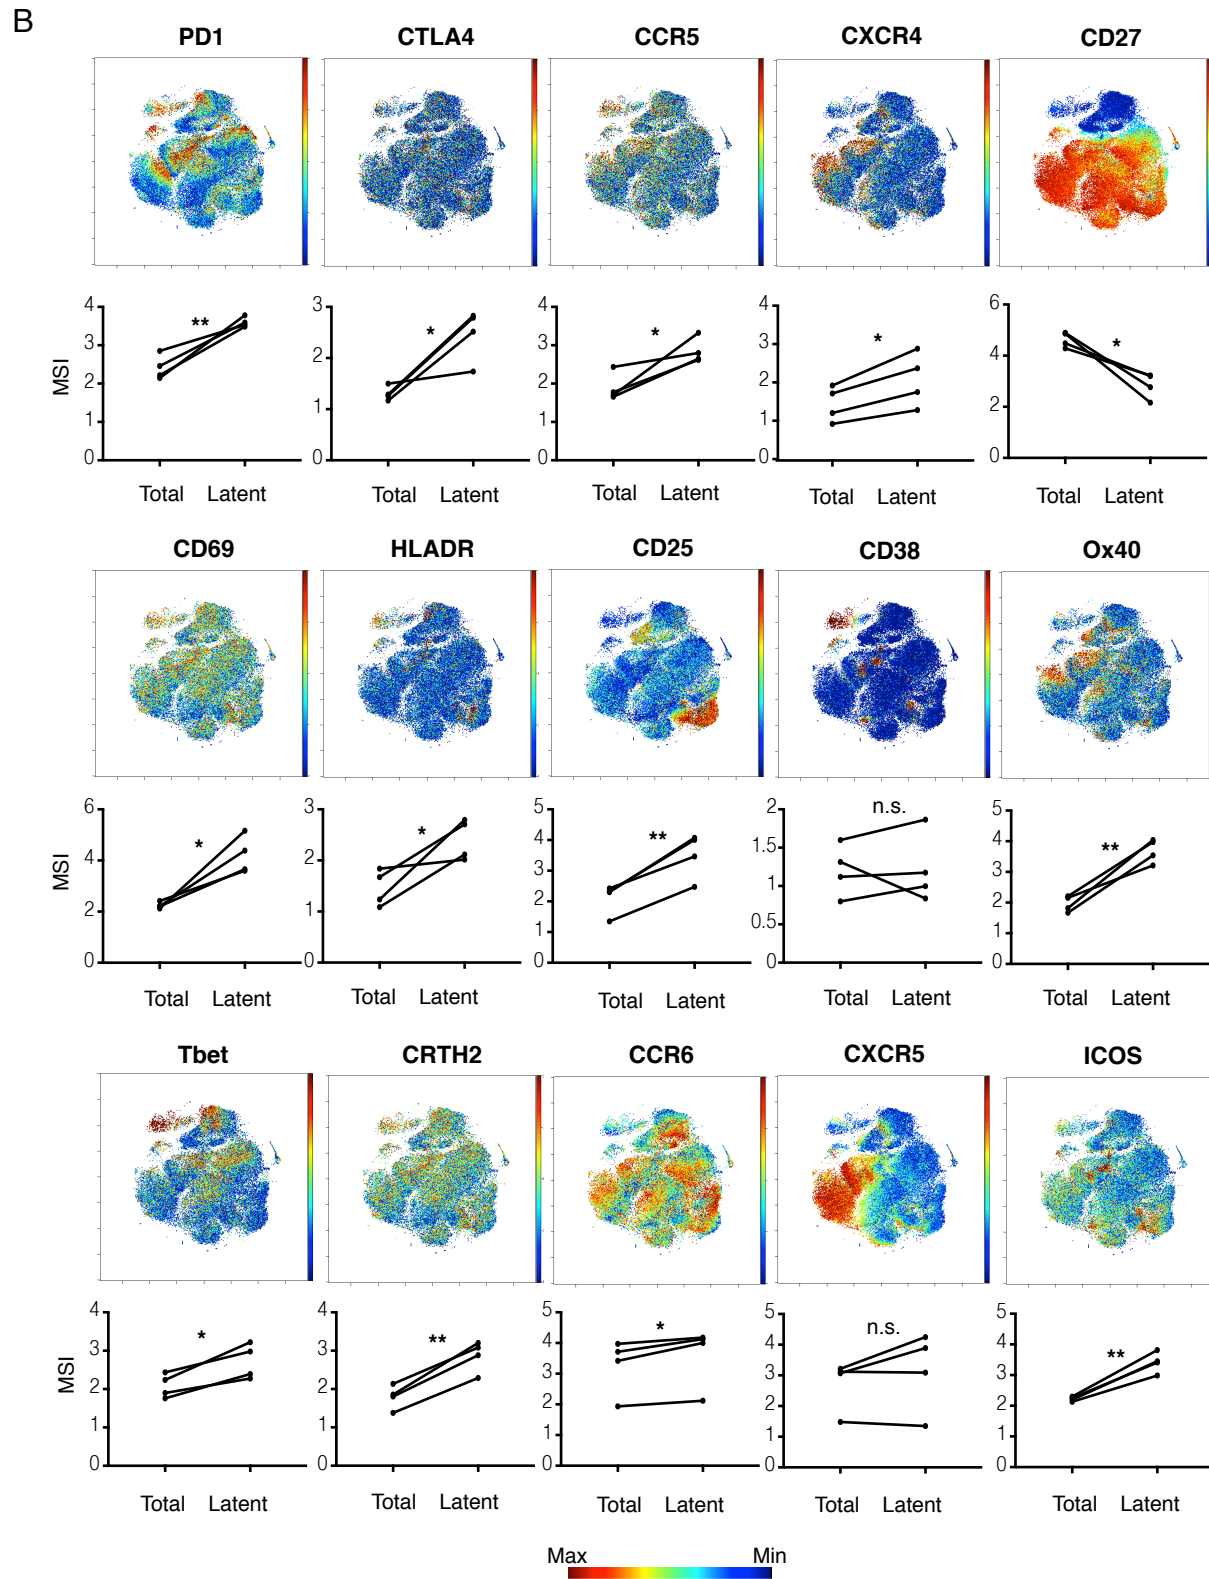 B
PD1 CTLA4 CCR5 CXCR4 CD27
4 3 4 4 6
3 2 3 3 4
2 1 2 2 2
1 0 1 1 0
0 0 0
MSI
** * * * *
Total Latent Total Latent Total Latent Total Latent Total Latent
CD69 HLADR CD25 CD38 Ox40
6 3 5 2 5
4 2 4 1.5 4
2 1 3 1 3
0 0 2 0.5 2
1 0 1
0 0
MSI
* * ** n.s. **
Total Latent Total Latent Total Latent Total Latent Total Latent
Tbet CRTH2 CCR6 CXCR5 ICOS
4 4 5 5 5
3 3 4 4 4
2 2 3 3 3
1 1 2 2 2
0 0 1 1 1
0 0 0
MSI
* ** * n.s. **
Total Latent Total Latent Total Latent Total Latent Total Latent
Max Min